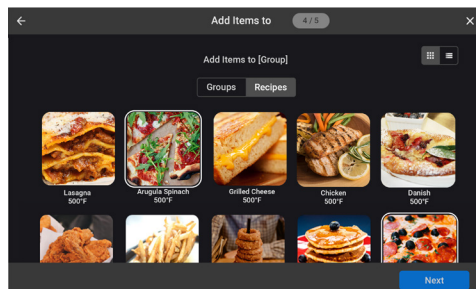 Add Items to 4 / 5
Add Items to [Group]
Groups Recipes
Lasagna
500°F
Arugula Spinach
500°F
Grilled Cheese
500°F
Chicken
500°F
Danish
500°F
Next